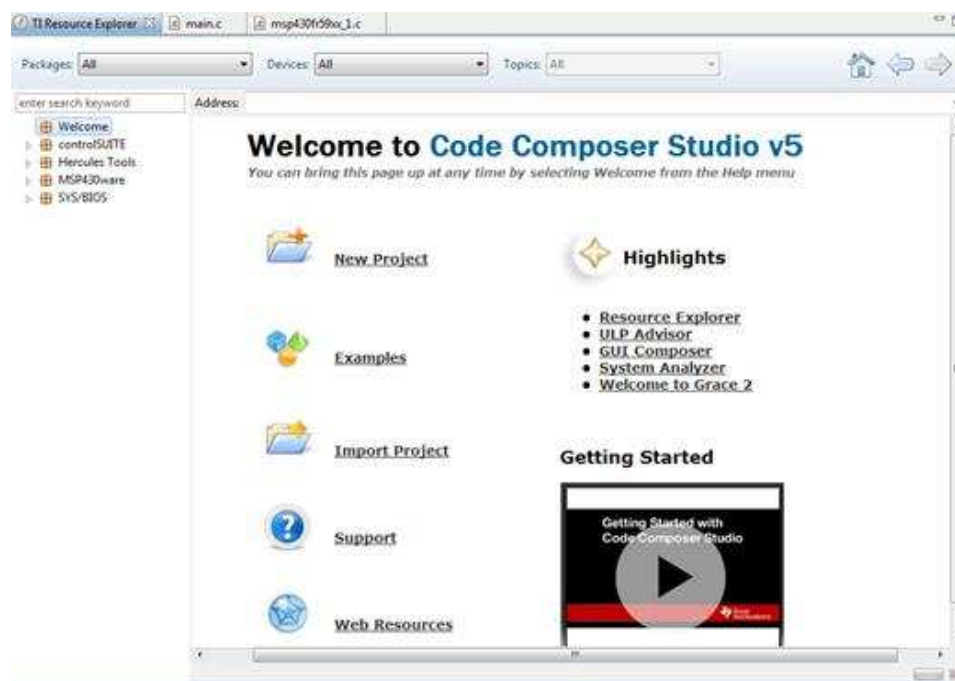 TI Resource Explorer
main.c
msp430fr59xx_1.c
Packages: All
Devices: All
Topics: All
enter search keyword
Address:
Welcome
controlSUITE
Hercules Tools
MSP430ware
SYS/BIOS
Welcome to Code Composer Studio v5
You can bring this page up at any time by selecting Welcome from the Help menu
New Project
Examples
Import Project
Support
Web Resources
Highlights
Resource Explorer
ULP Advisor
GUI Composer
System Analyzer
Welcome to Grace 2
Getting Started
Getting Started with
Code Composer Studio
Texas
Instruments